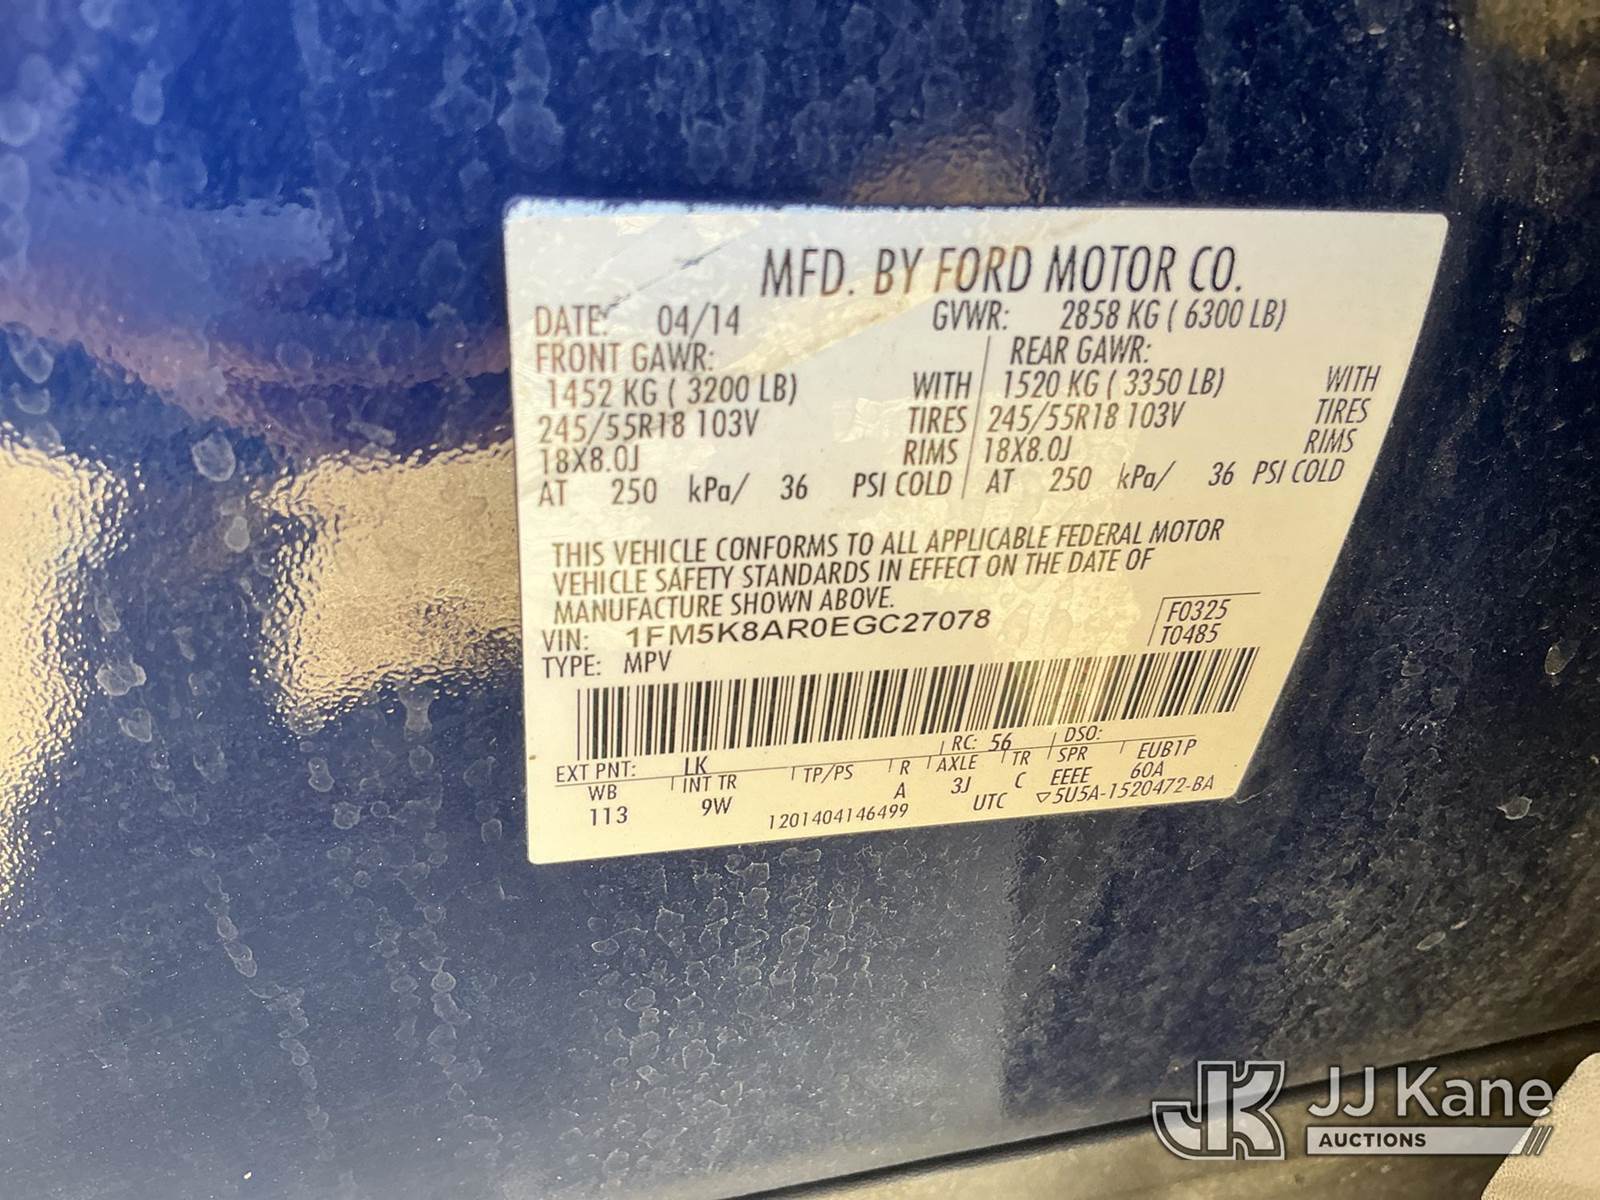 MFD. BY FORD MOTOR CO.
DATE: 04/14 GVWR: 2858 KG ( 6300 LB)
FRONT GAWR: REAR GAWR:
1452 KG ( 3200 LB) WITH 1520 KG ( 3350 LB) WITH
245/55R18 103V TIRES 245/55R18 103V TIRES
18X8.0J RIMS 18X8.0J RIMS
AT 250 kPa/ 36 PSI COLD AT 250 kPa/ 36 PSI COLD
THIS VEHICLE CONFORMS TO ALL APPLICABLE FEDERAL MOTOR
VEHICLE SAFETY STANDARDS IN EFFECT ON THE DATE OF
MANUFACTURE SHOWN ABOVE.
VIN: 1FM5K8AR0EGC27078 F0325
TYPE: MPV T0485
EXT PNT: LK RC: 56 DSO:
WB INT TR TP/PS R AXLE TR SPR EUB1P
113 9W A 3J C EEEE 60A
1201404146499 UTC ▽5U5A-1520472-BA
JK JJ Kane
AUCTIONS